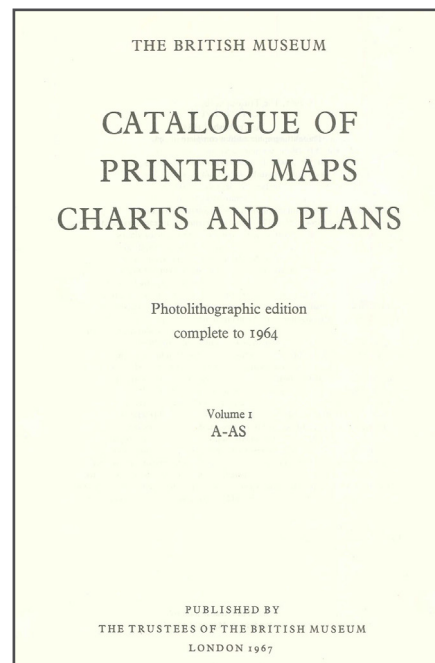 THE BRITISH MUSEUM
CATALOGUE OF
PRINTED MAPS
CHARTS AND PLANS
Photolithographic edition
complete to 1964
Volume 1
A-AS
PUBLISHED BY
THE TRUSTEES OF THE BRITISH MUSEUM
LONDON 1967